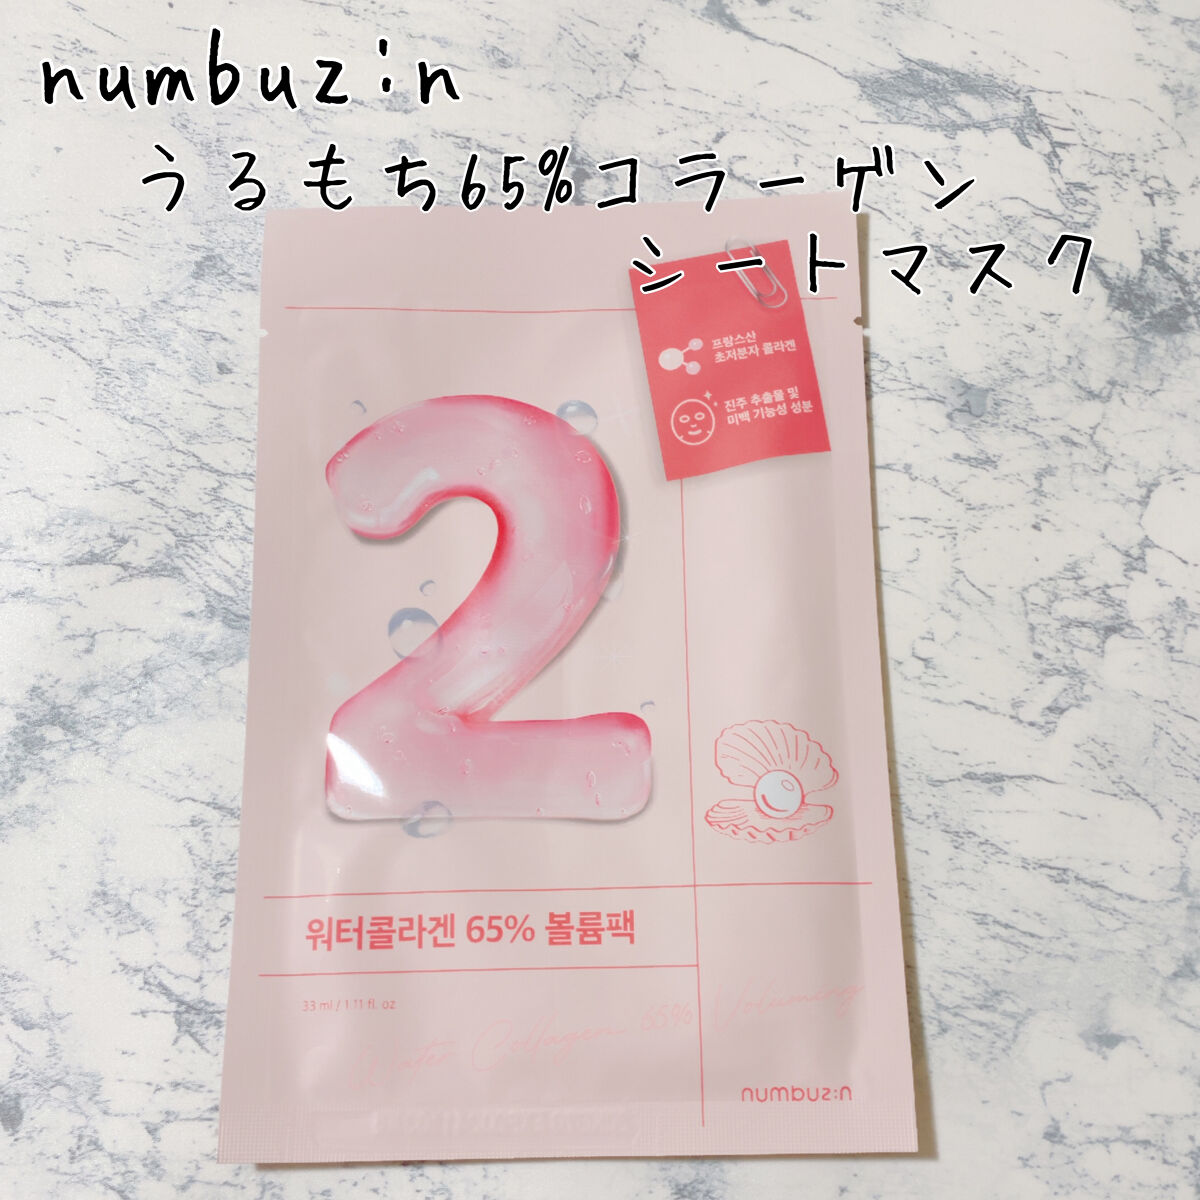 numbuz:n
うるもち65%コラーゲン
シートマスク
프랑스산
초저분자 콜라겐
진주 추출물 및
미백 기능성 성분
2
워터콜라겐 65% 볼륨팩
33 ml / 1.11 fl. oz
Water Collagen 65% Voluming
numbuz:n